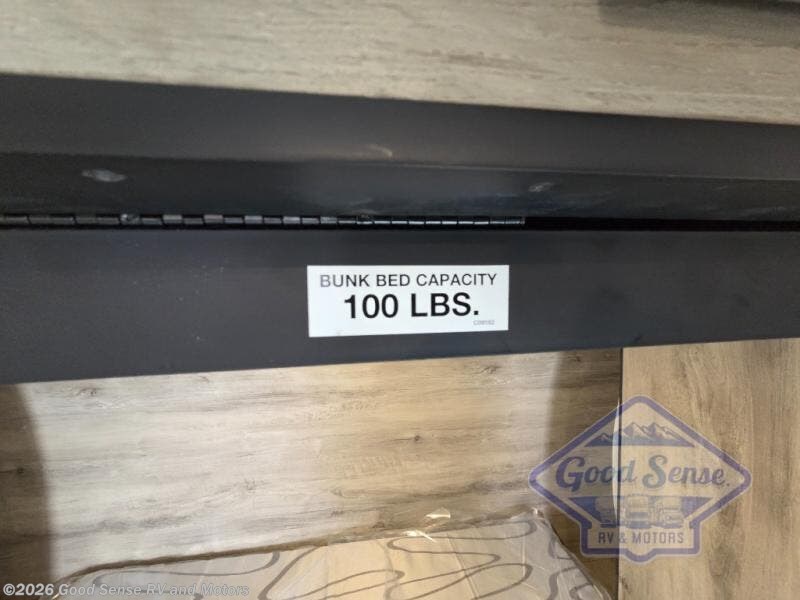 BUNK BED CAPACITY
100 LBS.
Good Sense
RV & MOTORS
©2026 Good Sense RV and Motors